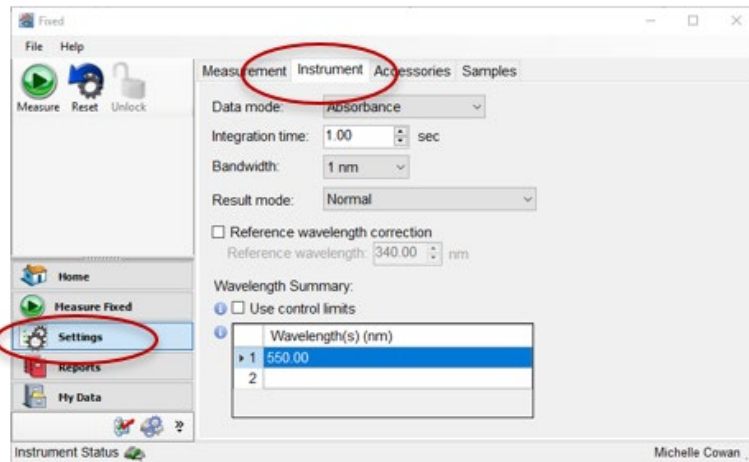 Fixed
File Help
Measure Reset Unlock
Measurement Instrument Accessories Samples
Data mode: Absorbance
Integration time: 1.00 sec
Bandwidth: 1 nm
Result mode: Normal
Reference wavelength correction
Reference wavelength: 340.00 nm
Wavelength Summary:
Use control limits
Wavelength(s) (nm)
1 550.00
2
Home
Measure Fixed
Settings
Reports
My Data
Instrument Status
Michelle Cowan